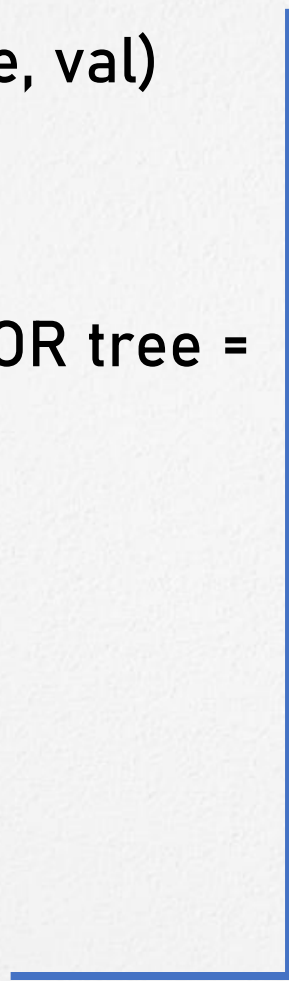 e, val)
OR tree =